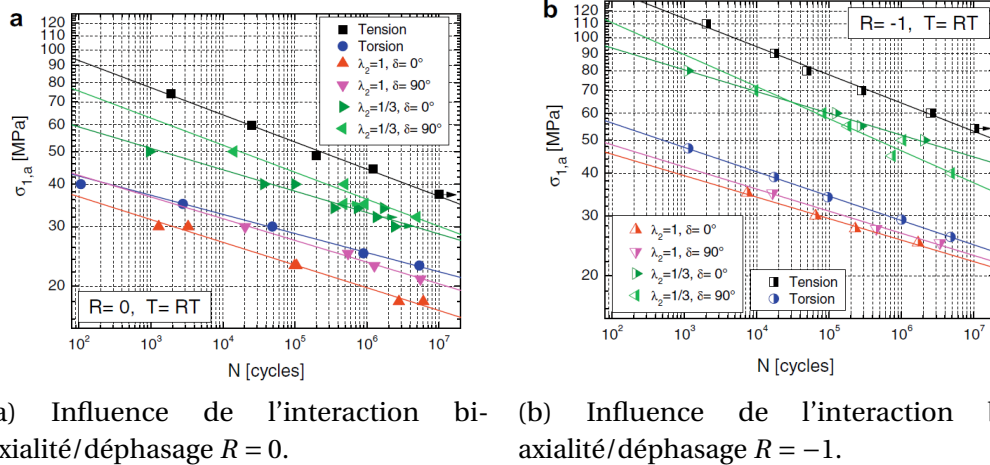 a
120
110
100
90
80
70
60
50
40
30
20
σ1,a [MPa]
Tension
Torsion
λ2=1, δ= 0°
λ2=1, δ= 90°
λ2=1/3, δ= 0°
λ2=1/3, δ= 90°
R= 0, T= RT
10² 10³ 10⁴ 10⁵ 10⁶ 10⁷
N [cycles]
b
120
110
100
90
80
70
60
50
40
30
20
σ1,a [MPa]
R= -1, T= RT
λ2=1, δ= 0°
λ2=1, δ= 90°
λ2=1/3, δ= 0°
λ2=1/3, δ= 90°
Tension
Torsion
10² 10³ 10⁴ 10⁵ 10⁶ 10⁷
N [cycles]
a) Influence de l'interaction bi-
xialité/déphasage R = 0.
(b) Influence de l'interaction b
axialité/déphasage R = −1.